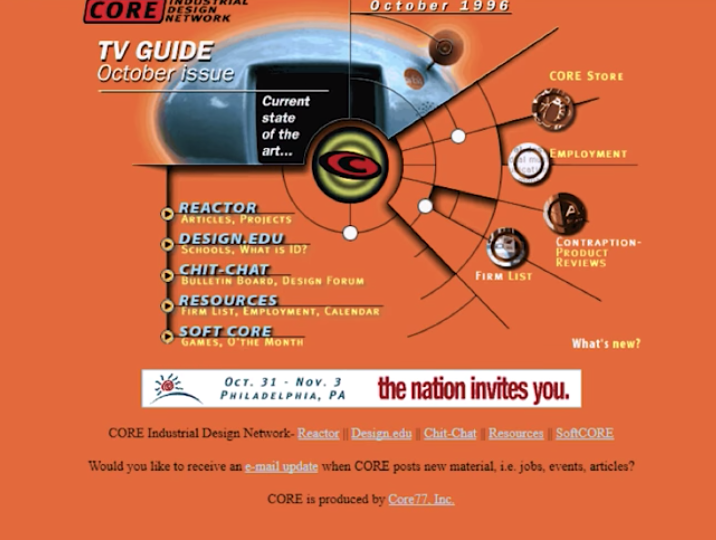 CORE
INDUSTRIAL
DESIGN
NETWORK
October 1996
TV GUIDE
October issue
Current
state
of the
art...
CORE STORE
EMPLOYMENT
CONTRAPTION-
PRODUCT
REVIEWS
FIRM LIST
REACTOR
ARTICLES, PROJECTS
DESIGN.EDU
SCHOOLS, WHAT IS ID?
CHIT-CHAT
BULLETIN BOARD, DESIGN FORUM
RESOURCES
FIRM LIST, EMPLOYMENT, CALENDAR
SOFT CORE
GAMES, O'THE MONTH
What's new?
OCT. 31 - NOV. 3
PHILADELPHIA, PA
the nation invites you.
CORE Industrial Design Network- Reactor || Design.edu || Chit-Chat || Resources || SoftCORE
Would you like to receive an e-mail update when CORE posts new material, i.e. jobs, events, articles?
CORE is produced by Core77, Inc.